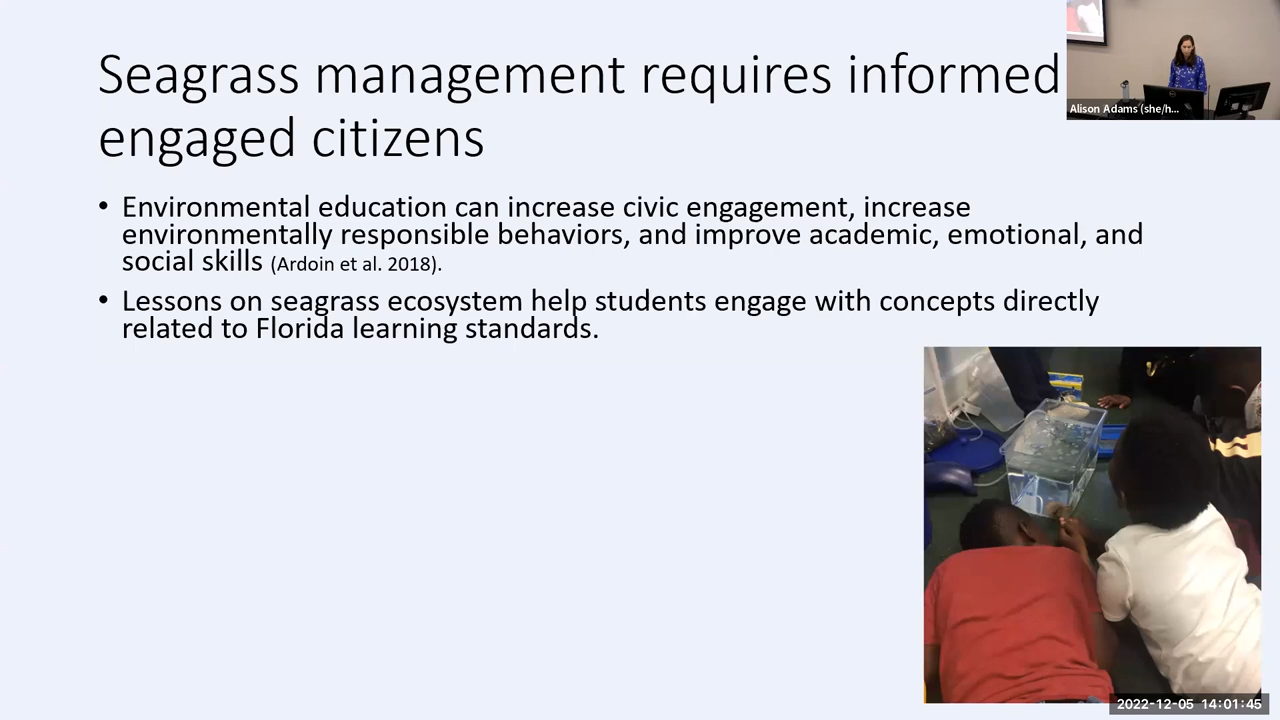 Seagrass management requires informed
engaged citizens
Alison Adams (she/h...
• Environmental education can increase civic engagement, increase
environmentally responsible behaviors, and improve academic, emotional, and
social skills (Ardoin et al. 2018).
• Lessons on seagrass ecosystem help students engage with concepts directly
related to Florida learning standards.
2022-12-05 14:01:45